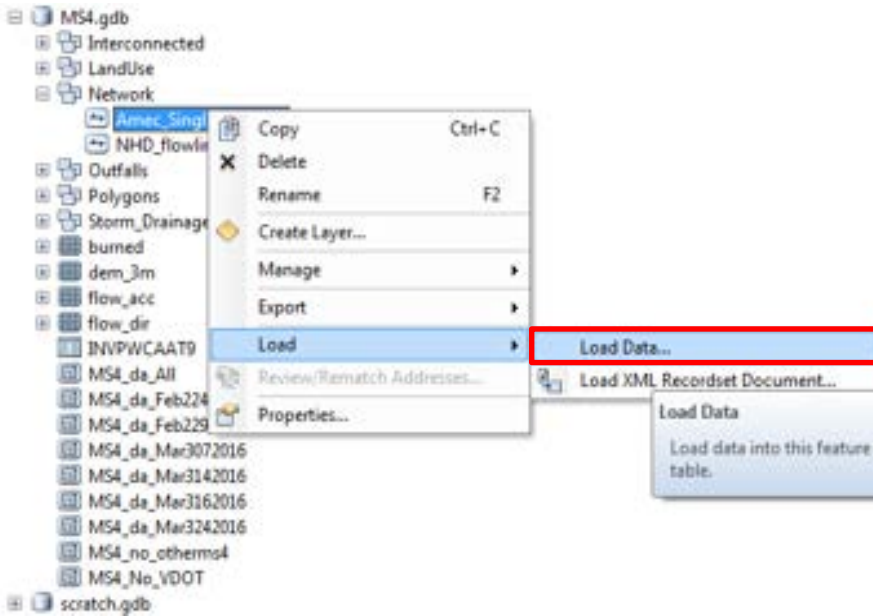 MS4.gdb
Interconnected
LandUse
Network
Amec_Singl
NHD_flowlin
Outfalls
Polygons
Storm_Drainage
burned
dem_3m
flow_acc
flow_dir
INVPWCAAT9
MS4_da_All
MS4_da_Feb224
MS4_da_Feb229
MS4_da_Mar3072016
MS4_da_Mar3142016
MS4_da_Mar3162016
MS4_da_Mar3242016
MS4_no_otherms4
MS4_No_VDOT
scratch.gdb
Copy Ctrl+C
Delete
Rename F2
Create Layer...
Manage
Export
Load
Review/Rematch Addresses...
Properties...
Load Data...
Load XML Recordset Document...
Load Data
Load data into this feature
table.